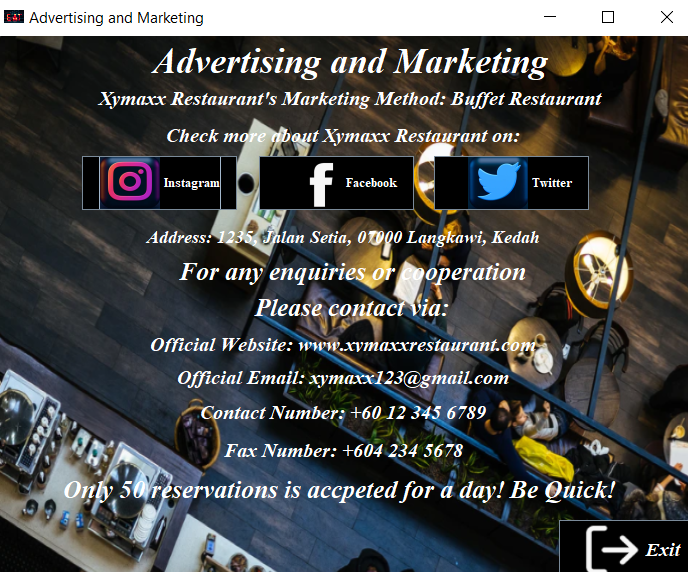 Advertising and Marketing
Advertising and Marketing
Xymaxx Restaurant's Marketing Method: Buffet Restaurant
Check more about Xymaxx Restaurant on:
Instagram Facebook Twitter
Address: 1235, Jalan Setia, 07000 Langkawi, Kedah
For any enquiries or cooperation
Please contact via:
Official Website: www.xymaxxrestaurant.com
Official Email: xymaxx123@gmail.com
Contact Number: +60 12 345 6789
Fax Number: +604 234 5678
Only 50 reservations is accpeted for a day! Be Quick!
Exit